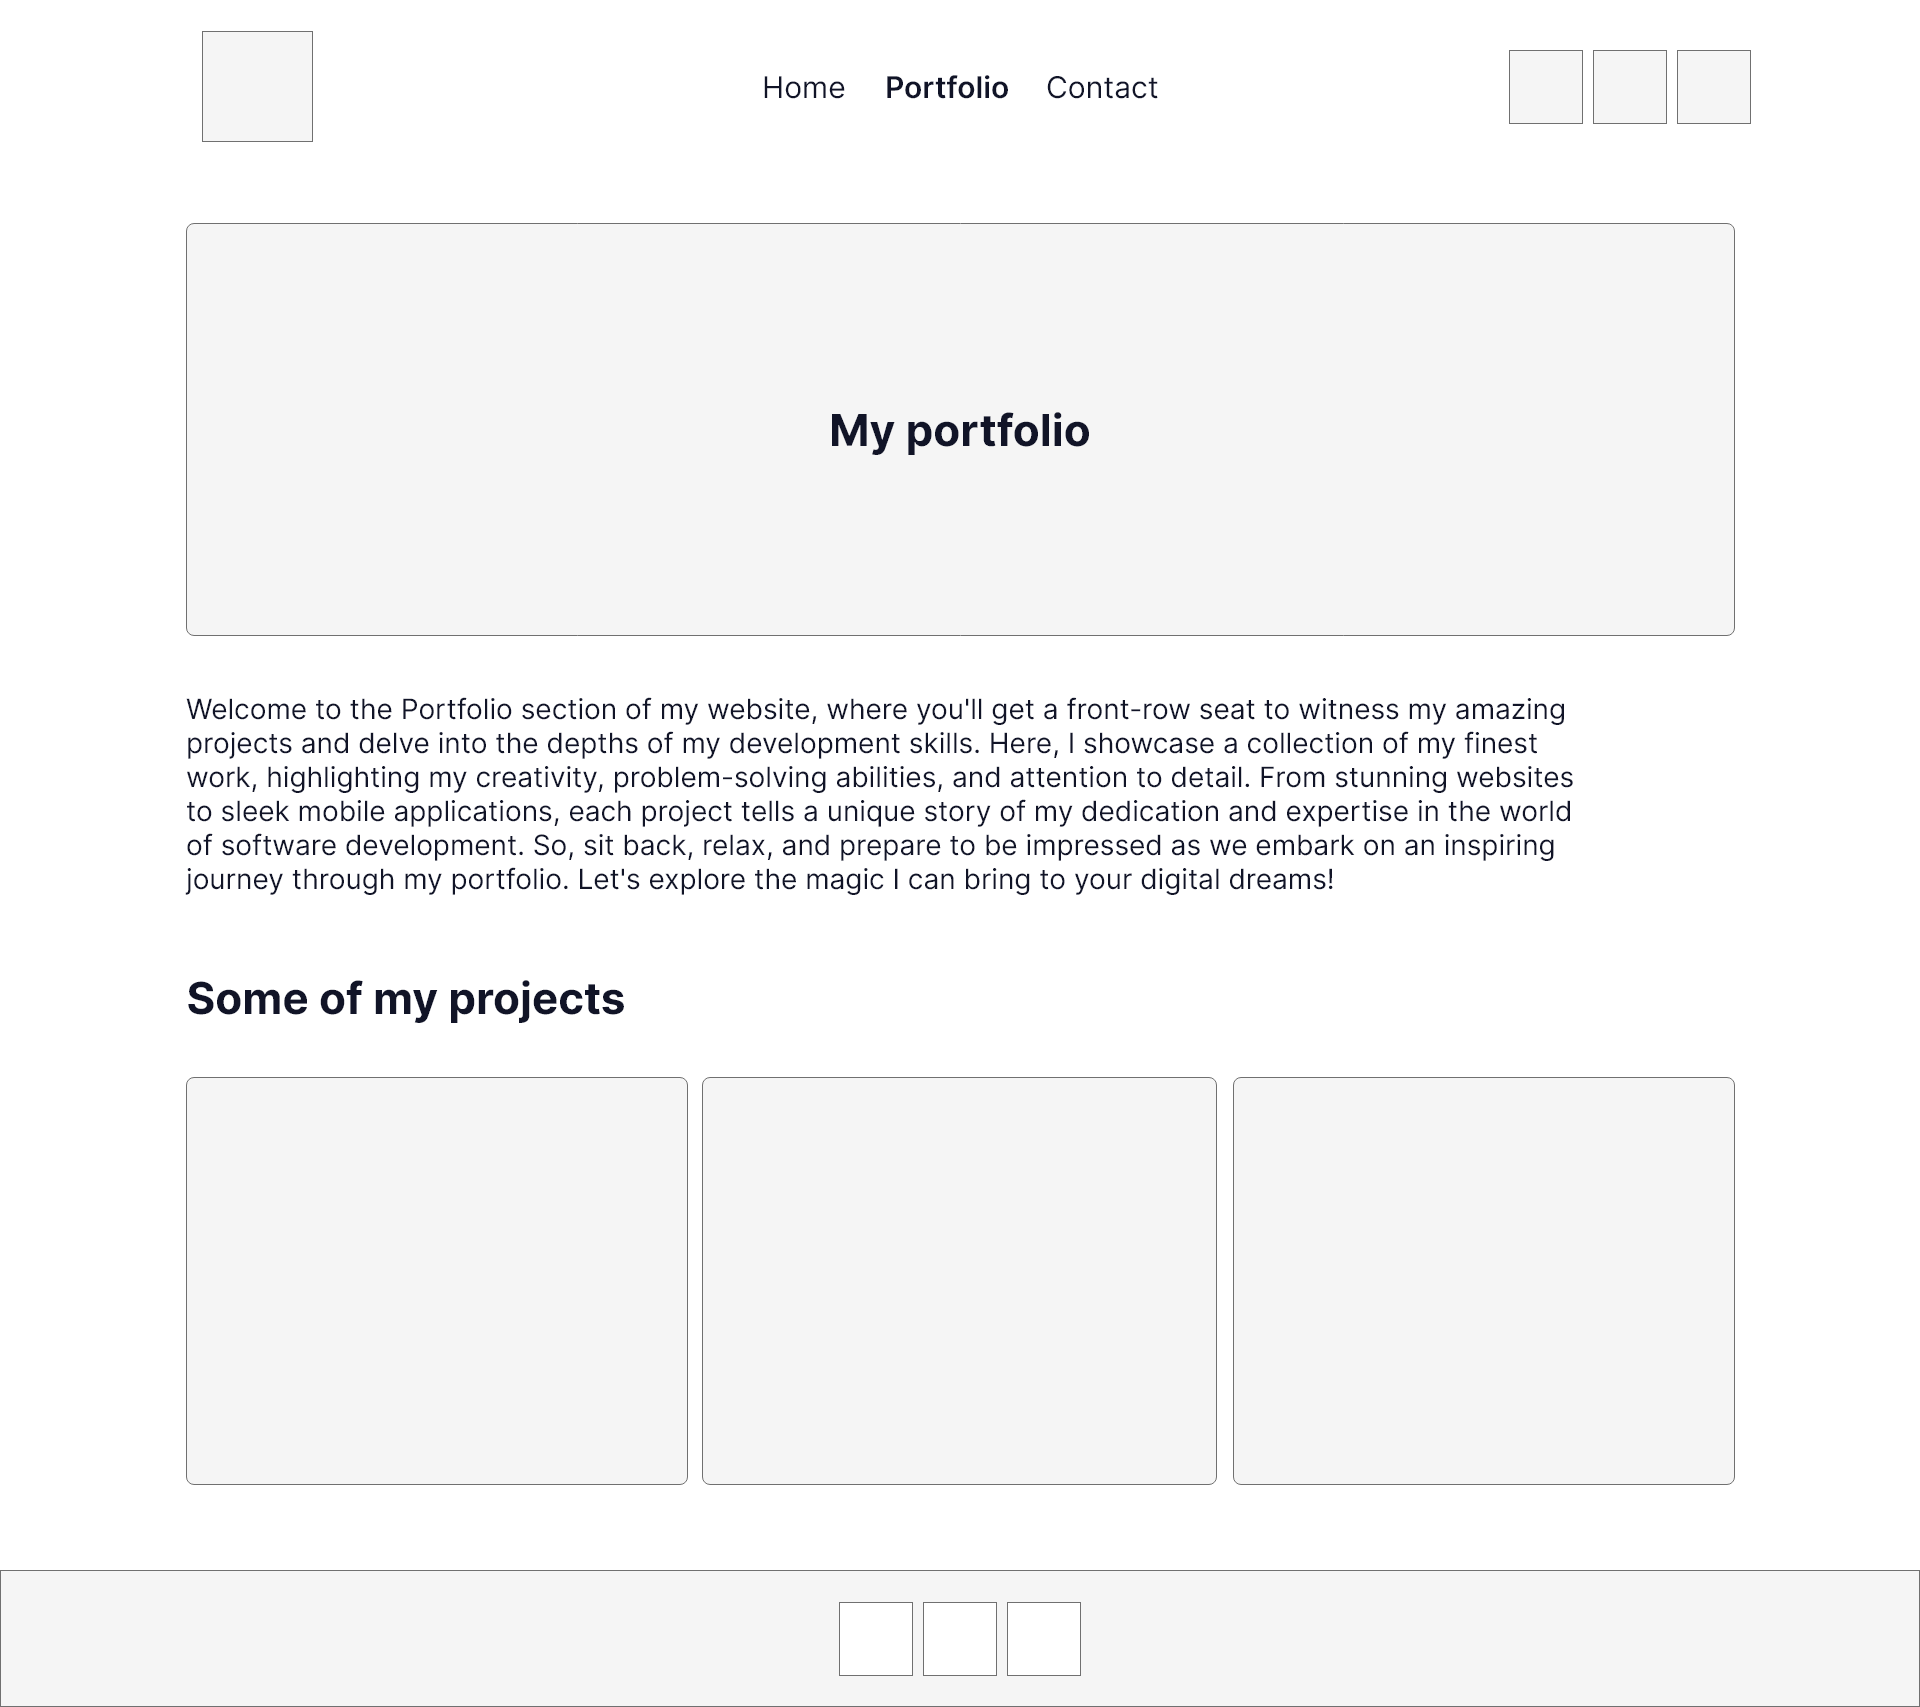 Home Portfolio Contact
My portfolio
Welcome to the Portfolio section of my website, where you'll get a front-row seat to witness my amazing
projects and delve into the depths of my development skills. Here, I showcase a collection of my finest
work, highlighting my creativity, problem-solving abilities, and attention to detail. From stunning websites
to sleek mobile applications, each project tells a unique story of my dedication and expertise in the world
of software development. So, sit back, relax, and prepare to be impressed as we embark on an inspiring
journey through my portfolio. Let's explore the magic I can bring to your digital dreams!
Some of my projects